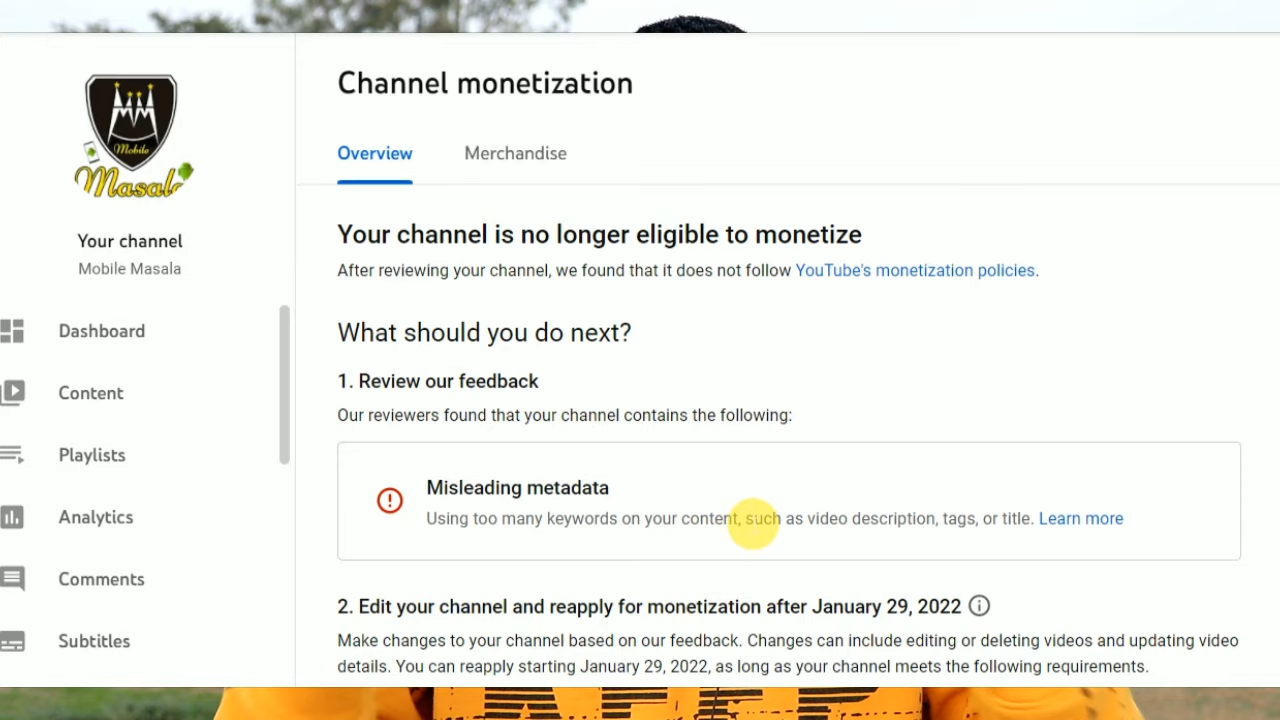 Channel monetization
Mobile
Masala
Overview
Merchandise
Your channel
Mobile Masala
Your channel is no longer eligible to monetize
After reviewing your channel, we found that it does not follow YouTube's monetization policies.
What should you do next?
Dashboard
Content
Playlists
Analytics
Comments
Subtitles
1. Review our feedback
Our reviewers found that your channel contains the following:
Misleading metadata
Using too many keywords on your content, such as video description, tags, or title. Learn more
2. Edit your channel and reapply for monetization after January 29, 2022
Make changes to your channel based on our feedback. Changes can include editing or deleting videos and updating video
details. You can reapply starting January 29, 2022, as long as your channel meets the following requirements.